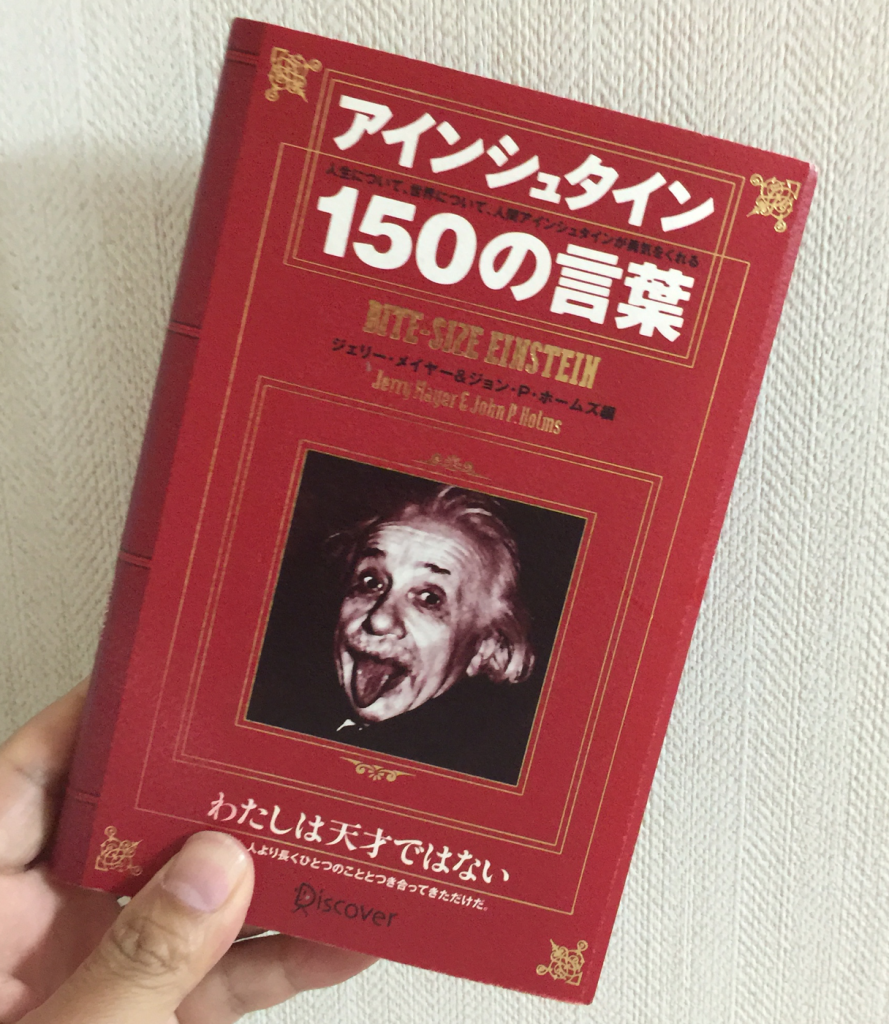 アインシュタイン
人生について、世界について、人間アインシュタインが勇気をくれる
150の言葉
BITE-SIZE EINSTEIN
ジェリー・メイヤー&ジョン・P・ホームズ編
Jerry Mayer & John P. Holms
わたしは天才ではない
人より長くひとつのこととつき合ってきただけだ。
Discover